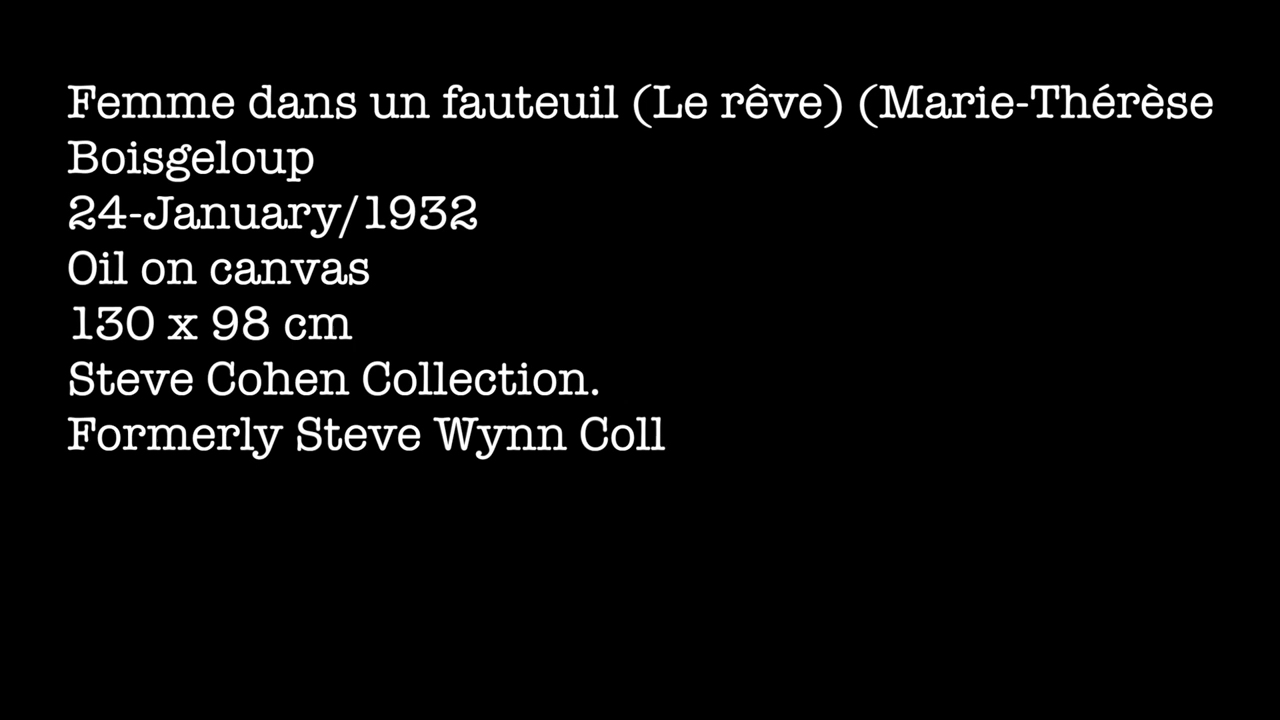 Femme dans un fauteuil (Le rêve) (Marie-Thérèse
Boisgeloup
24-January/1932
Oil on canvas
130 x 98 cm
Steve Cohen Collection.
Formerly Steve Wynn Coll